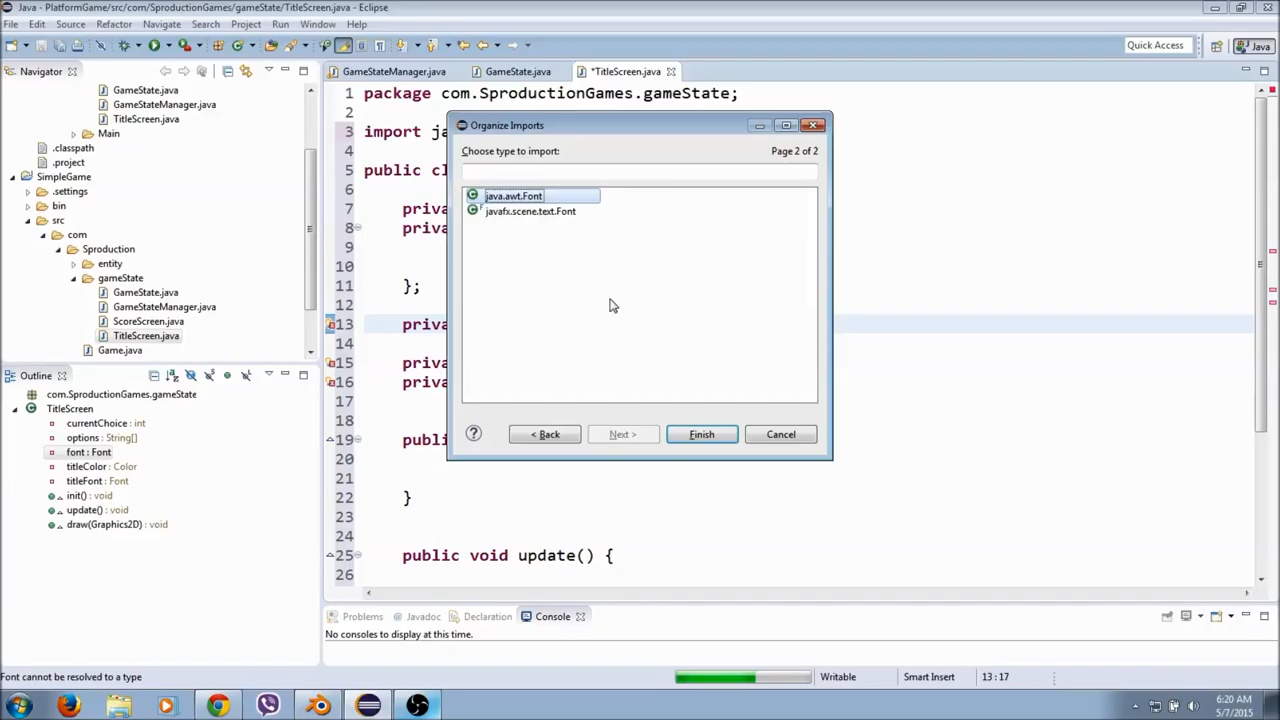 Java - PlatformGame/src/com/SproductionGames/gameState/TitleScreen.java - Eclipse
File Edit Source Refactor Navigate Search Project Run Window Help
Quick Access
Java
Navigator
GameState.java
GameStateManager.java
TitleScreen.java
Main
.classpath
.project
SimpleGame
.settings
bin
src
com
Sproduction
entity
gameState
GameState.java
GameStateManager.java
ScoreScreen.java
TitleScreen.java
Game.java
Outline
com.SproductionGames.gameState
TitleScreen
currentChoice : int
options : String[]
font : Font
titleColor : Color
titleFont : Font
init() : void
update() : void
draw(Graphics2D) : void
GameStateManager.java GameState.java *TitleScreen.java
1 package com.SproductionGames.gameState;
2
3 import ja
5 public cl
6
7 priva
8 priva
9
10
11 };
12
13 priva
14
15 priva
16 priva
17
18
19 publi
20
21
22 }
23
24
25 public void update() {
26
Organize Imports
Choose type to import: Page 2 of 2
java.awt.Font
javafx.scene.text.Font
< Back Next > Finish Cancel
Problems Javadoc Declaration Console
No consoles to display at this time.
Font cannot be resolved to a type
Writable Smart Insert 13 : 17
6:20 AM
5/7/2015